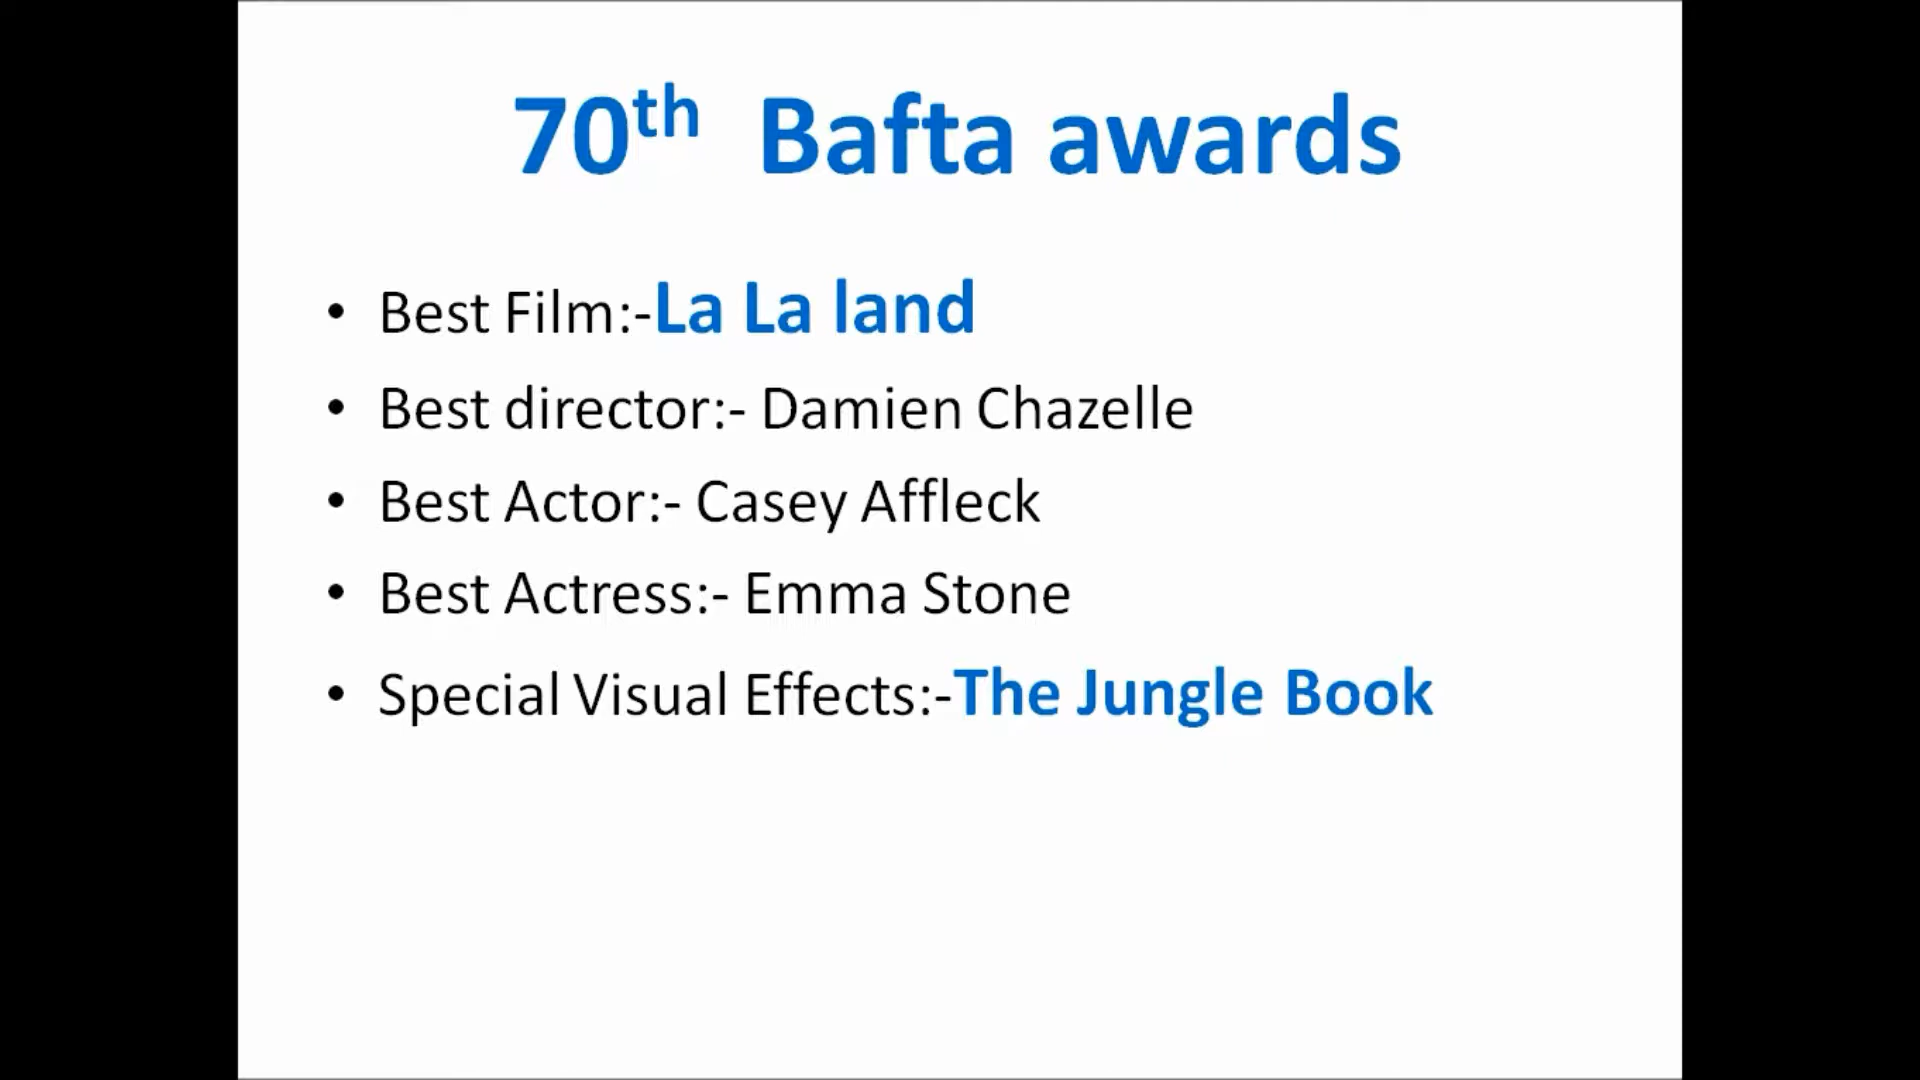 70th Bafta awards
• Best Film:-La La land
• Best director:- Damien Chazelle
• Best Actor:- Casey Affleck
• Best Actress:- Emma Stone
• Special Visual Effects:-The Jungle Book